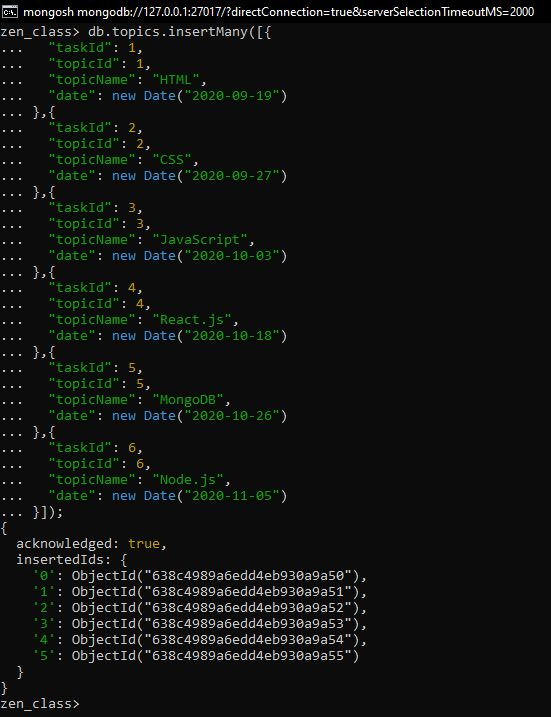 mongosh mongodb://127.0.0.1:27017/?directConnection=true&serverSelectionTimeoutMS=2000
zen_class> db.topics.insertMany([{
...   "taskId": 1,
...   "topicId": 1,
...   "topicName": "HTML",
...   "date": new Date("2020-09-19")
... },{
...   "taskId": 2,
...   "topicId": 2,
...   "topicName": "CSS",
...   "date": new Date("2020-09-27")
... },{
...   "taskId": 3,
...   "topicId": 3,
...   "topicName": "JavaScript",
...   "date": new Date("2020-10-03")
... },{
...   "taskId": 4,
...   "topicId": 4,
...   "topicName": "React.js",
...   "date": new Date("2020-10-18")
... },{
...   "taskId": 5,
...   "topicId": 5,
...   "topicName": "MongoDB",
...   "date": new Date("2020-10-26")
... },{
...   "taskId": 6,
...   "topicId": 6,
...   "topicName": "Node.js",
...   "date": new Date("2020-11-05")
... }]);
{
  acknowledged: true,
  insertedIds: {
    '0': ObjectId("638c4989a6edd4eb930a9a50"),
    '1': ObjectId("638c4989a6edd4eb930a9a51"),
    '2': ObjectId("638c4989a6edd4eb930a9a52"),
    '3': ObjectId("638c4989a6edd4eb930a9a53"),
    '4': ObjectId("638c4989a6edd4eb930a9a54"),
    '5': ObjectId("638c4989a6edd4eb930a9a55")
  }
}
zen_class>